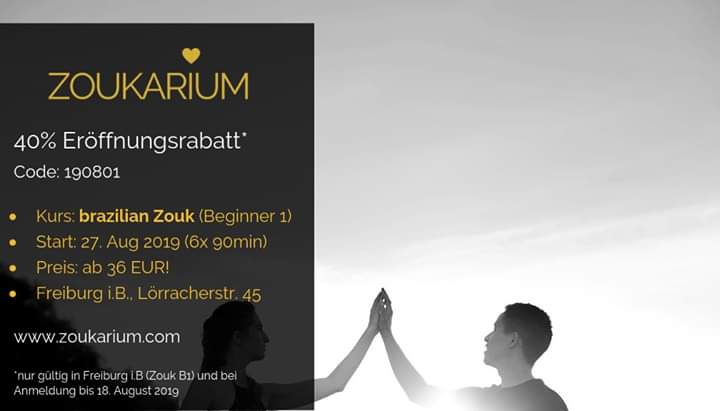 ZOUKARIUM
40% Eröffnungsrabatt*
Code: 190801
• Kurs: brazilian Zouk (Beginner 1)
• Start: 27. Aug 2019 (6x 90min)
• Preis: ab 36 EUR!
• Freiburg i.B., Lörracherstr. 45
www.zoukarium.com
*nur gültig in Freiburg i.B (Zouk B1) und bei
Anmeldung bis 18. August 2019